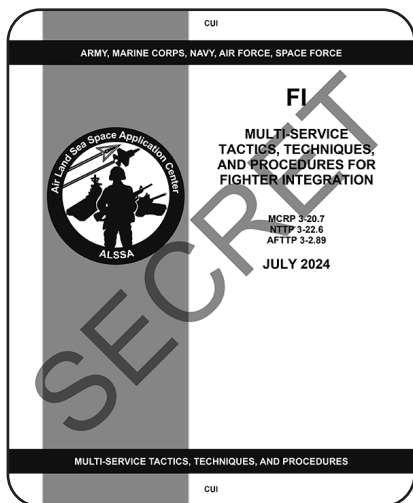 CUI
ARMY, MARINE CORPS, NAVY, AIR FORCE, SPACE FORCE
FI
MULTI-SERVICE
TACTICS, TECHNIQUES,
AND PROCEDURES FOR
FIGHTER INTEGRATION
Air Land Sea Space Application Center
ALSSA
MCRP 3-20.7
NTTP 3-22.6
AFTTP 3-2.89
JULY 2024
SECRET
MULTI-SERVICE TACTICS, TECHNIQUES, AND PROCEDURES
CUI